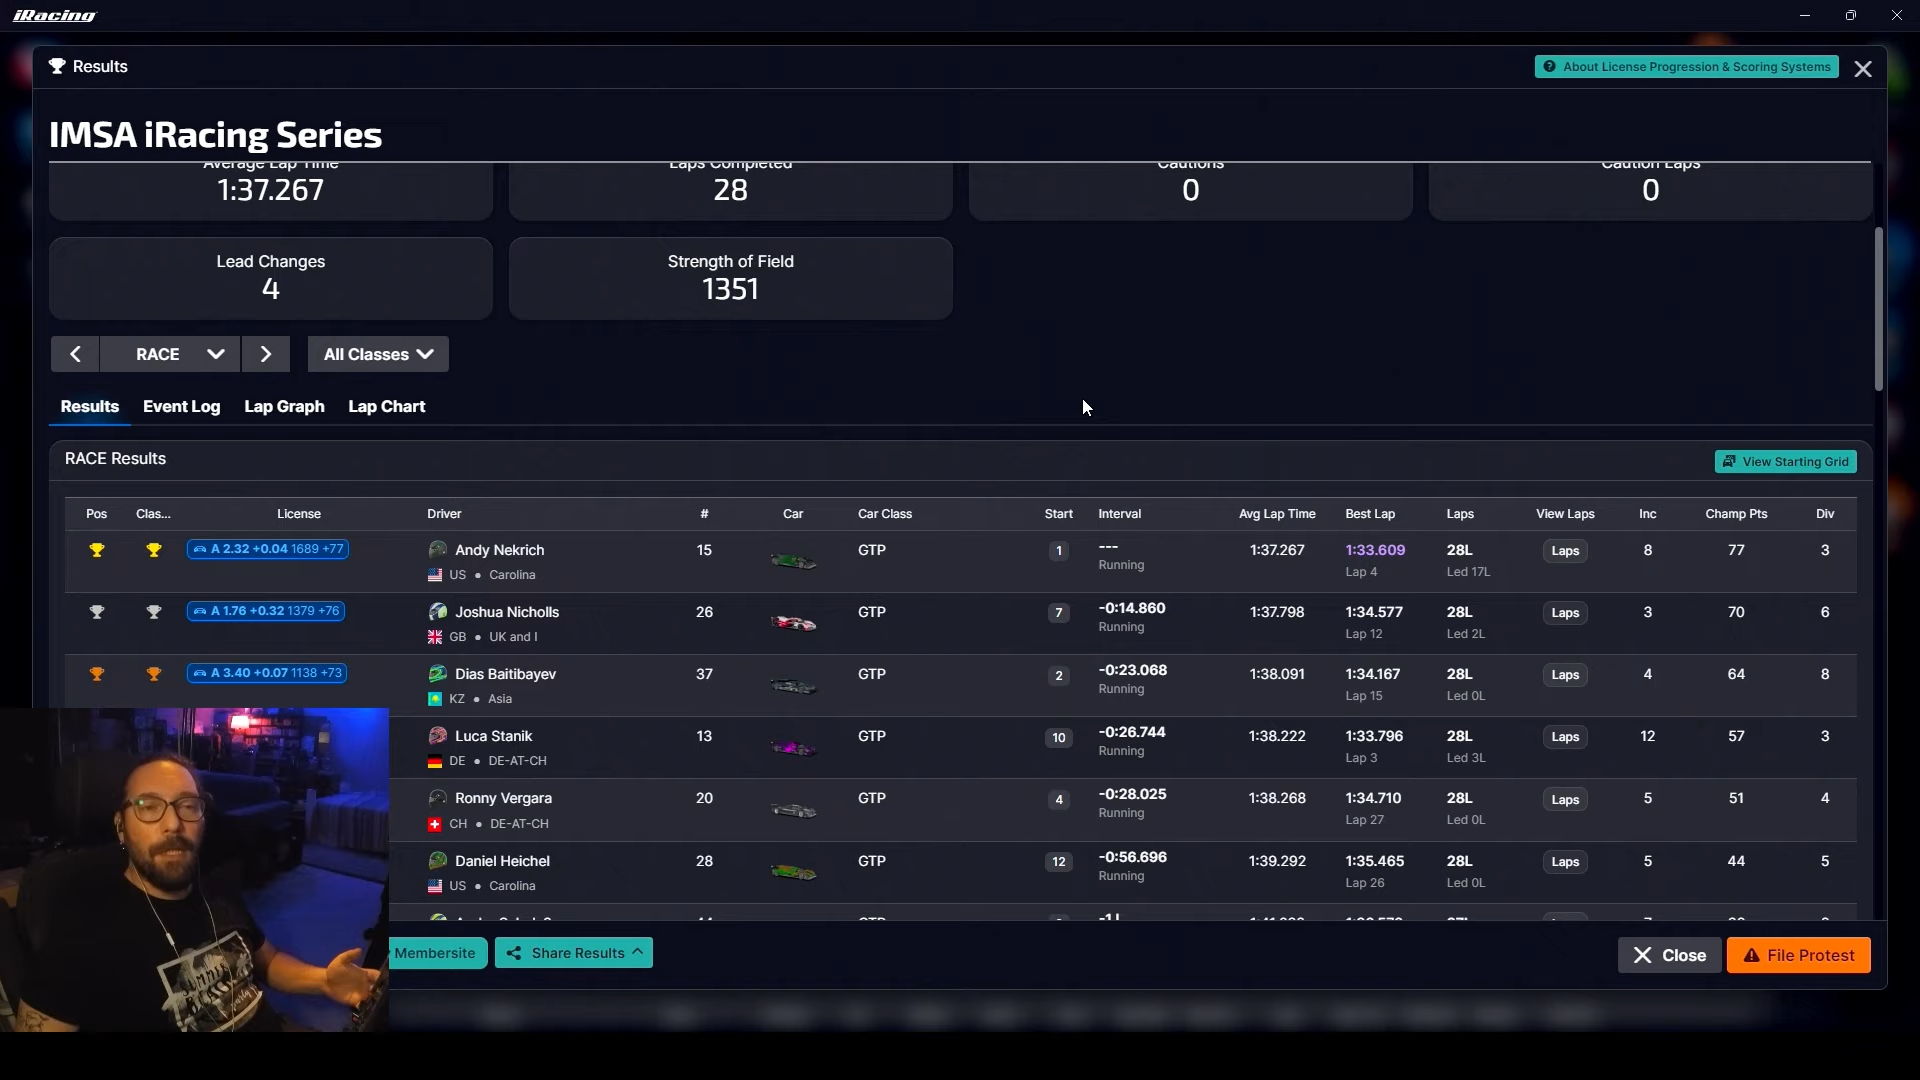 iRacing
Results
About License Progression & Scoring Systems
IMSA iRacing Series
Average Lap Time
Laps Completed
Cautions
Caution Laps
1:37.267
28
0
0
Lead Changes
Strength of Field
4
1351
RACE
All Classes
Results
Event Log
Lap Graph
Lap Chart
RACE Results
View Starting Grid
Pos Clas... License Driver # Car Car Class Start Interval Avg Lap Time Best Lap Laps View Laps Inc Champ Pts Div
A 2.32 +0.04 1689 +77 Andy Nekrich 15 GTP 1 --- 1:37.267 1:33.609 28L Laps 8 77 3
US • Carolina Running Lap 4 Led 17L
A 1.76 +0.32 1379 +76 Joshua Nicholls 26 GTP 7 -0:14.860 1:37.798 1:34.577 28L Laps 3 70 6
GB • UK and I Running Lap 12 Led 2L
A 3.40 +0.07 1138 +73 Dias Baitibayev 37 GTP 2 -0:23.068 1:38.091 1:34.167 28L Laps 4 64 8
KZ • Asia Running Lap 15 Led 0L
Luca Stanik 13 GTP 10 -0:26.744 1:38.222 1:33.796 28L Laps 12 57 3
DE • DE-AT-CH Running Lap 3 Led 3L
Ronny Vergara 20 GTP 4 -0:28.025 1:38.268 1:34.710 28L Laps 5 51 4
CH • DE-AT-CH Running Lap 27 Led 0L
Daniel Heichel 28 GTP 12 -0:56.696 1:39.292 1:35.465 28L Laps 5 44 5
US • Carolina Running Lap 26 Led 0L
Membersite
Share Results
Close
File Protest